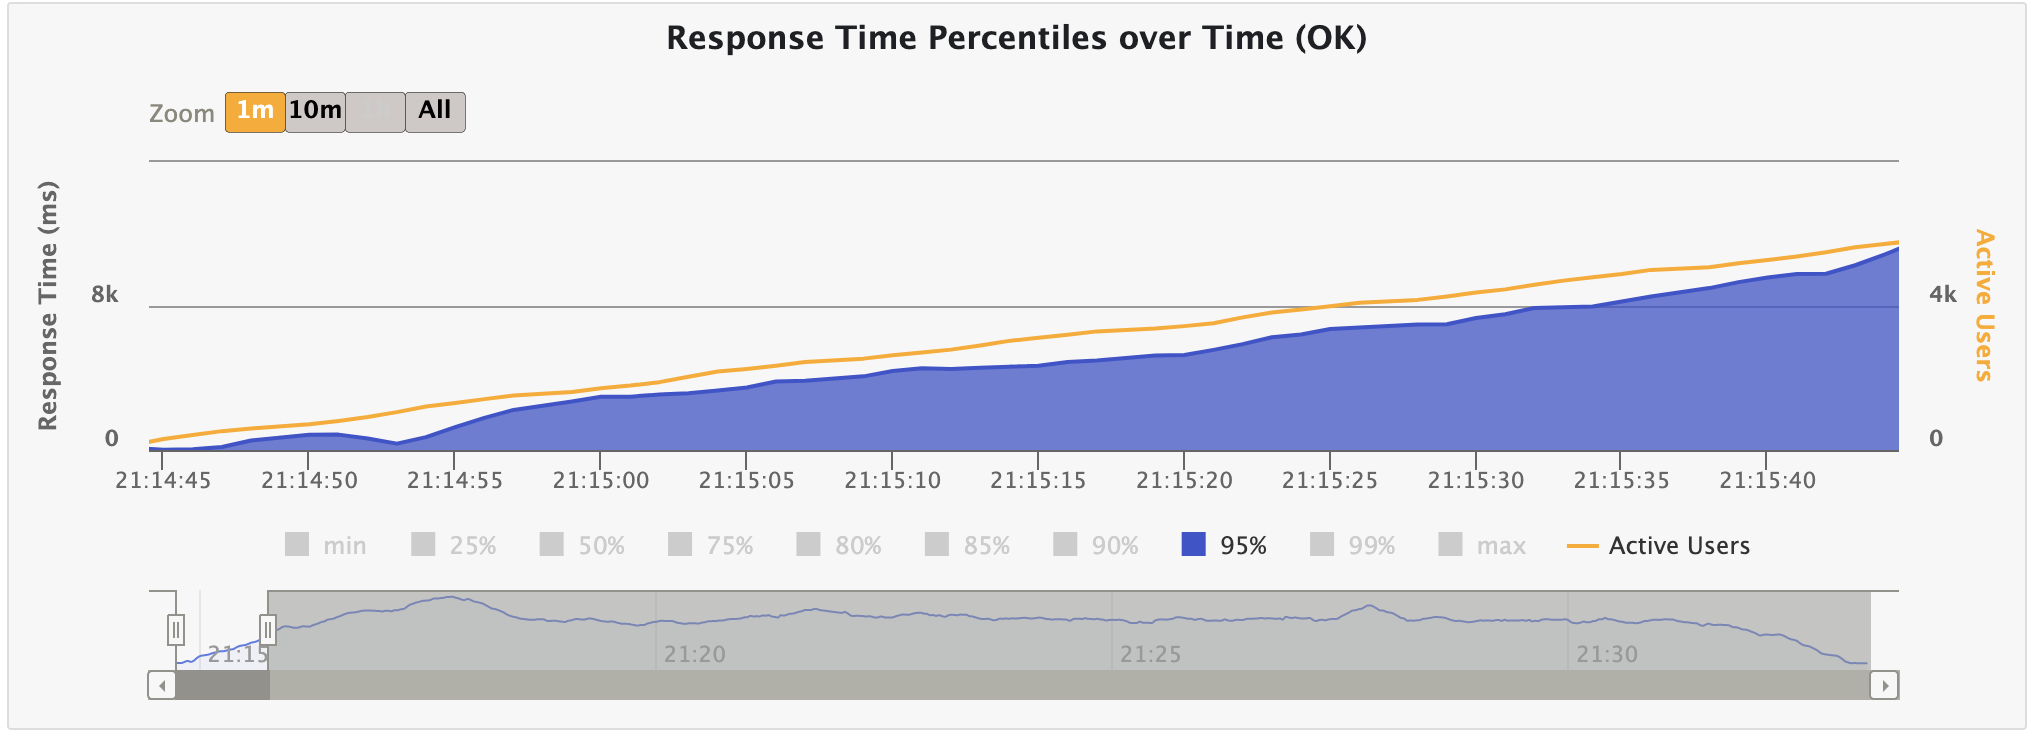 Response Time Percentiles over Time (OK)
Zoom 1m 10m All
Response Time (ms)
8k
0
Active Users
4k
0
21:14:45 21:14:50 21:14:55 21:15:00 21:15:05 21:15:10 21:15:15 21:15:20 21:15:25 21:15:30 21:15:35 21:15:40
min 25% 50% 75% 80% 85% 90% 95% 99% max Active Users
21:15 21:20 21:25 21:30